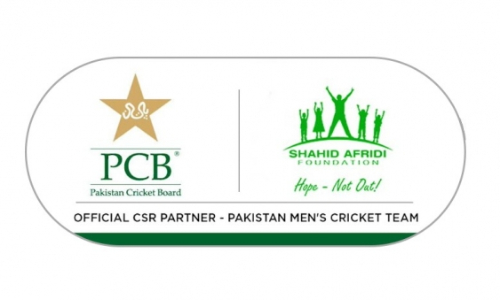 PCB®
Pakistan Cricket Board
SHAHID AFRIDI
FOUNDATION
Hope - Not Out!
OFFICIAL CSR PARTNER - PAKISTAN MEN'S CRICKET TEAM